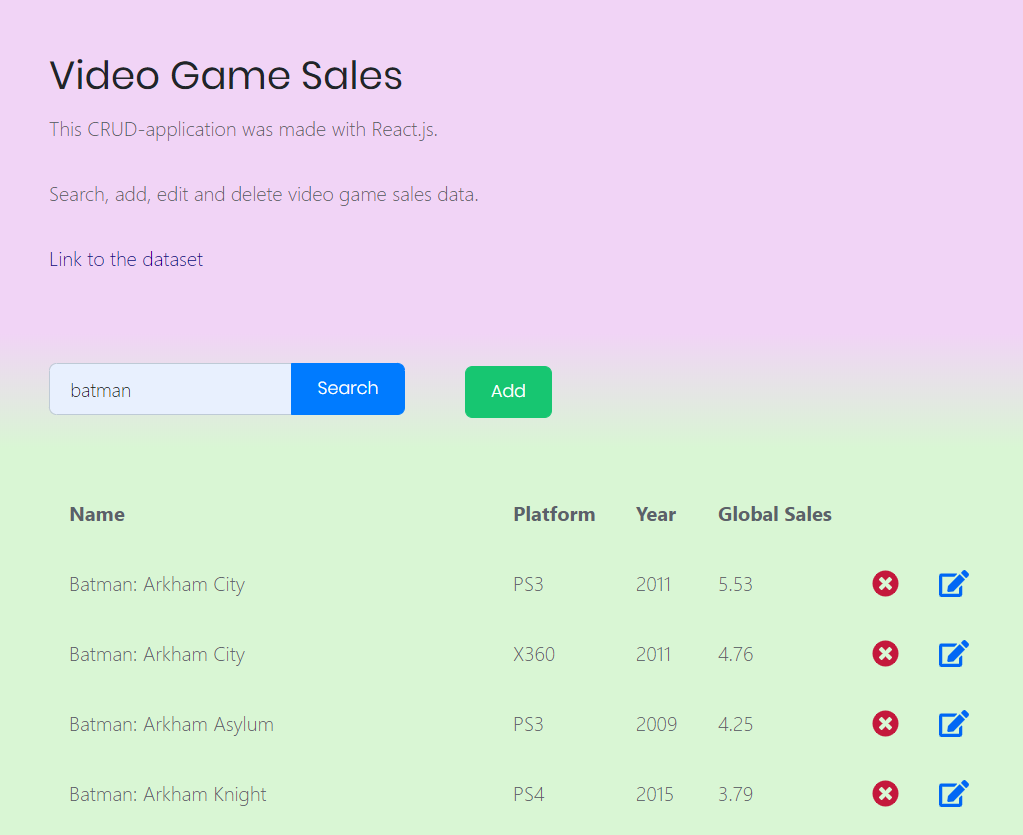 Video Game Sales
This CRUD-application was made with React.js.
Search, add, edit and delete video game sales data.
Link to the dataset
batman Search Add
Name Platform Year Global Sales
Batman: Arkham City PS3 2011 5.53
Batman: Arkham City X360 2011 4.76
Batman: Arkham Asylum PS3 2009 4.25
Batman: Arkham Knight PS4 2015 3.79